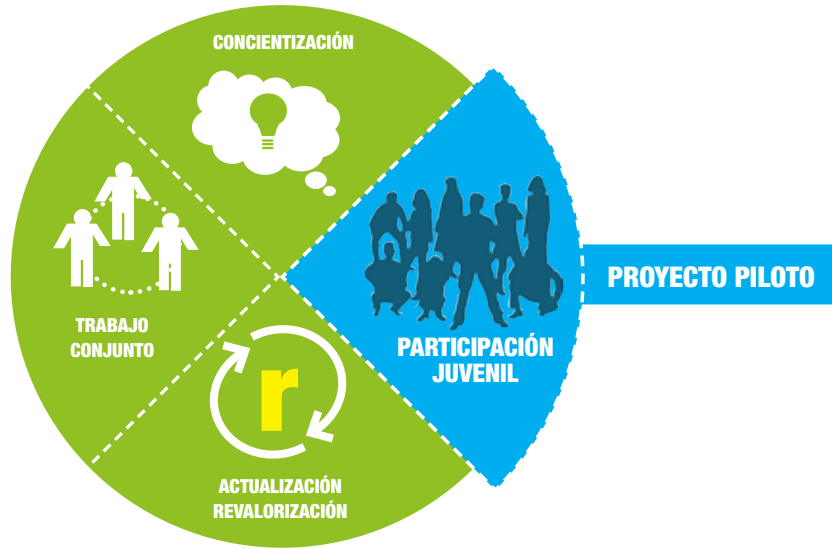 CONCIENTIZACIÓN
TRABAJO
CONJUNTO
r
ACTUALIZACIÓN
REVALORIZACIÓN
PARTICIPACIÓN
JUVENIL
PROYECTO PILOTO